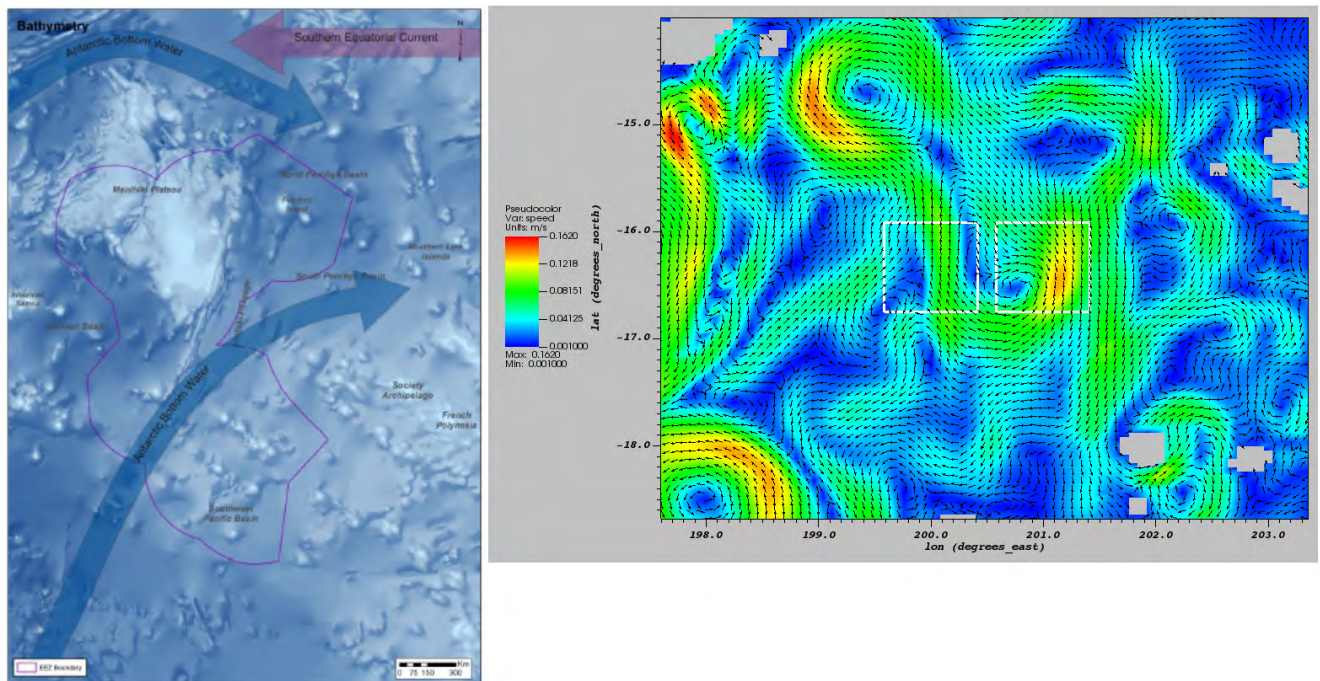 Bathymetry
N
Southern Equatorial Current
Antarctic Bottom Water
North Penrhyn Basin
Manihiki Plateau
Penrhyn
Southern Line
Islands
South Penrhyn Basin
American
Samoa
Samoan Basin
Antarctic Bottom Water
Society
Archipelago
French
Polynesia
Southwest
Pacific Basin
EEZ Boundary
Km
0 75 150 300
Pseudocolor
Var: speed
Units: m/s
0.1620
0.1218
0.08151
0.04125
0.001000
Max: 0.1620
Min: 0.001000
lat (degrees_north)
-15.0
-16.0
-17.0
-18.0
198.0 199.0 200.0 201.0 202.0 203.0
lon (degrees_east)